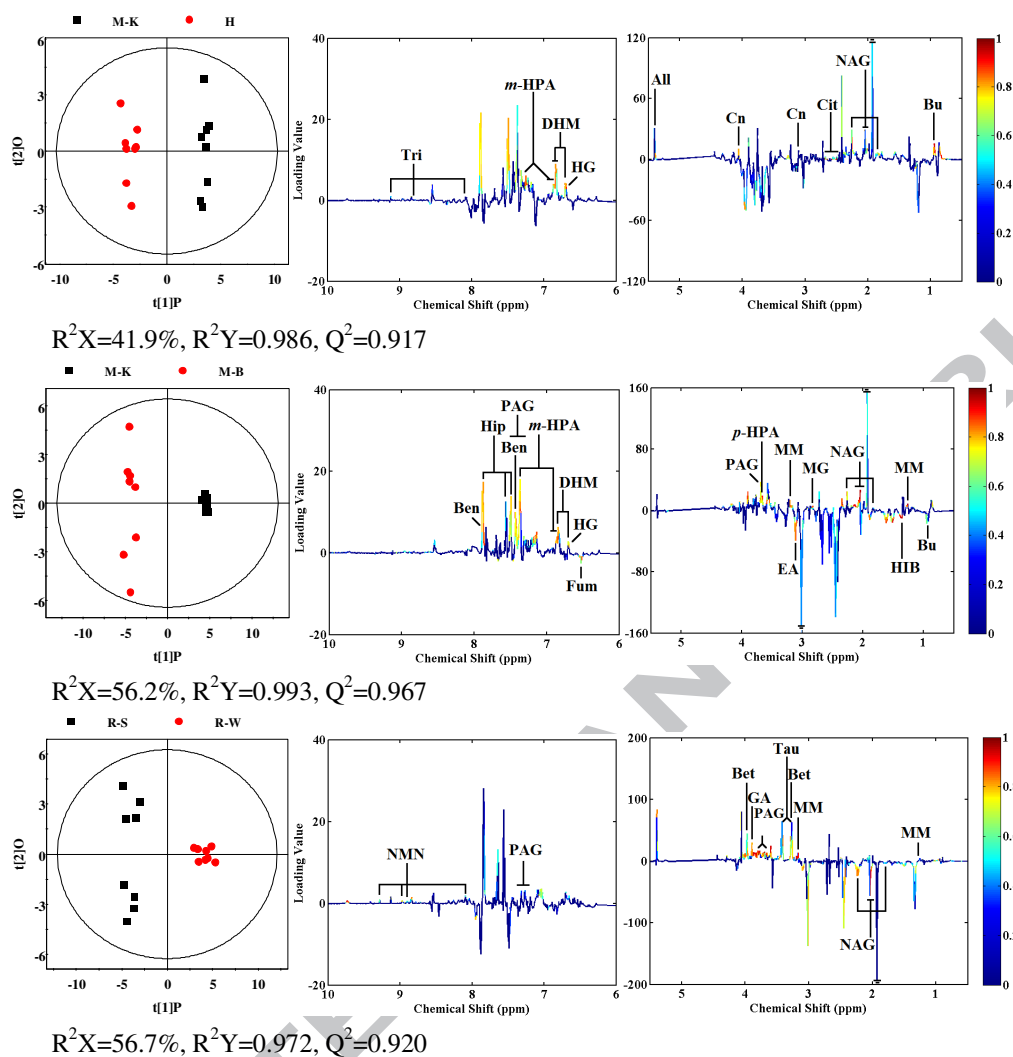 M-K H
t[2]O
6
3
0
-3
-6
-10 -5 0 5 10
t[1]P
Loading Value
40
20
0
-20
m-HPA
DHM
HG
Tri
10 9 8 7 6
Chemical Shift (ppm)
120
60
0
-60
-120
All
Cn
Cn
Cit
NAG
Bu
5 4 3 2 1
Chemical Shift (ppm)
1
0.8
0.6
0.4
0.2
0
R²X=41.9%, R²Y=0.986, Q²=0.917
M-K M-B
t[2]O
6
3
0
-3
-6
-10 -5 0 5 10
t[1]P
Loading Value
40
20
0
-20
PAG
Hip
Ben
m-HPA
DHM
Ben
HG
Fum
10 9 8 7 6
Chemical Shift (ppm)
160
80
0
-80
-160
p-HPA
PAG
MM
MG
NAG
MM
EA
HIB
Bu
5 4 3 2 1
Chemical Shift (ppm)
1
0.8
0.6
0.4
0.2
0
R²X=56.2%, R²Y=0.993, Q²=0.967
R-S R-W
t[2]O
6
3
0
-3
-6
-10 -5 0 5 10
t[1]P
Loading Value
40
20
0
-20
NMN
PAG
10 9 8 7 6
Chemical Shift (ppm)
200
100
0
-100
-200
Tau
Bet
Bet
GA
PAG
MM
MM
NAG
5 4 3 2 1
Chemical Shift (ppm)
1
0.8
0.6
0.4
0.2
0
R²X=56.7%, R²Y=0.972, Q²=0.920